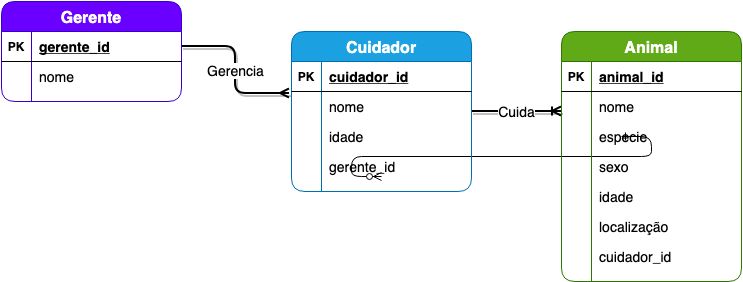 Gerente
PK gerente_id
nome
Gerencia
Cuidador
PK cuidador_id
nome
idade
gerente_id
Cuida
Animal
PK animal_id
nome
espécie
sexo
idade
localização
cuidador_id